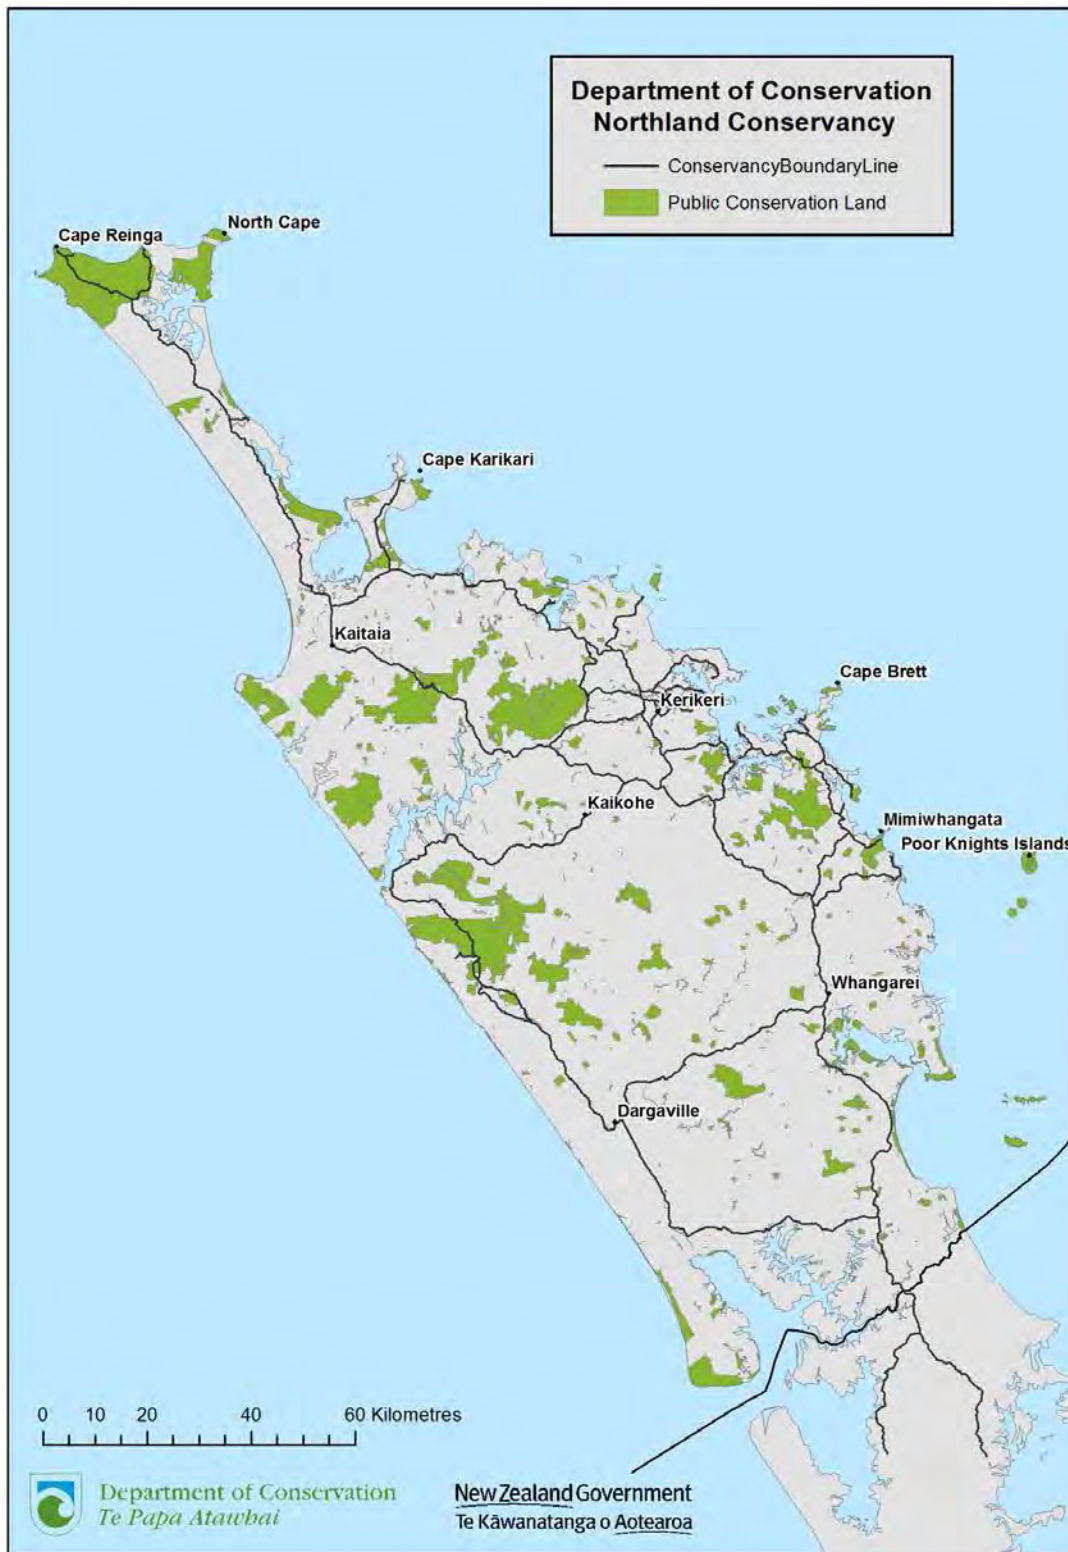 Department of Conservation
Northland Conservancy
ConservancyBoundaryLine
Public Conservation Land
North Cape
Cape Reinga
Cape Karikari
Kaitaia
Cape Brett
Kerikeri
Kaikohe
Mimiwhangata
Poor Knights Islands
Whangarei
Dargaville
0 10 20 40 60 Kilometres
Department of Conservation
Te Papa Atawhai
New Zealand Government
Te Kāwanatanga o Aotearoa